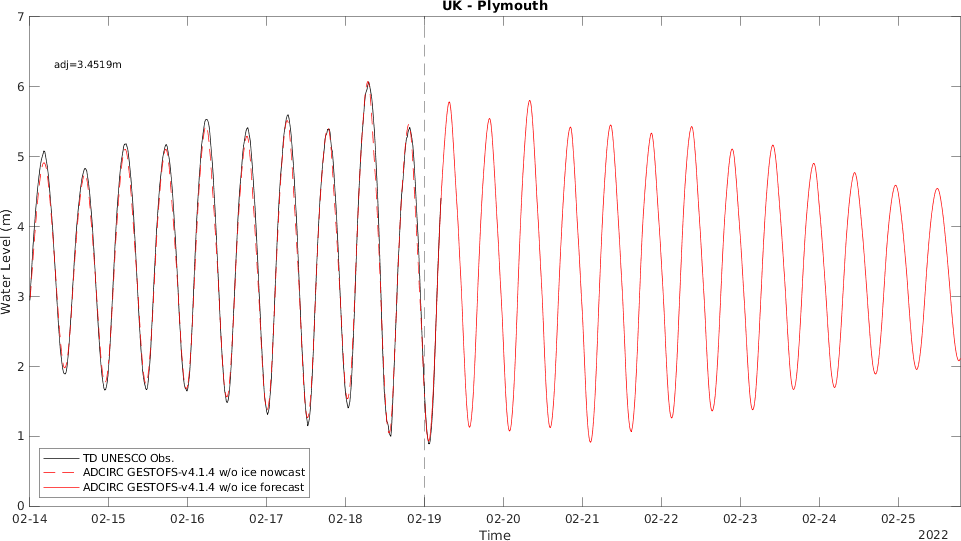 UK - Plymouth
adj=3.4519m
Water Level (m)
7
6
5
4
3
2
1
0
TD UNESCO Obs.
ADCIRC GESTOFS-v4.1.4 w/o ice nowcast
ADCIRC GESTOFS-v4.1.4 w/o ice forecast
02-14 02-15 02-16 02-17 02-18 02-19 02-20 02-21 02-22 02-23 02-24 02-25
Time
2022